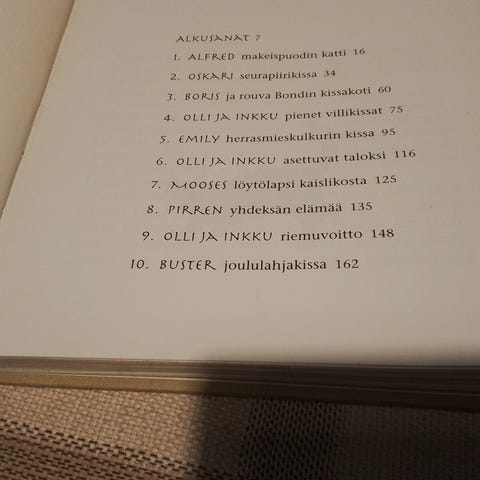 ALKUSANAT 7
1. ALFRED makeispuodin katti 16
2. OSKARI seurapiirikissa 34
3. BORIS ja rouva Bondin kissakoti 60
4. OLLI JA INKKU pienet villikissat 75
5. EMILY herrasmieskulkurin kissa 95
6. OLLI JA INKKU asettuvat taloksi 116
7. MOOSES löytölapsi kaislikosta 125
8. PIRREN yhdeksän elämää 135
9. OLLI JA INKKU riemuvoitto 148
10. BUSTER joululahjakissa 162